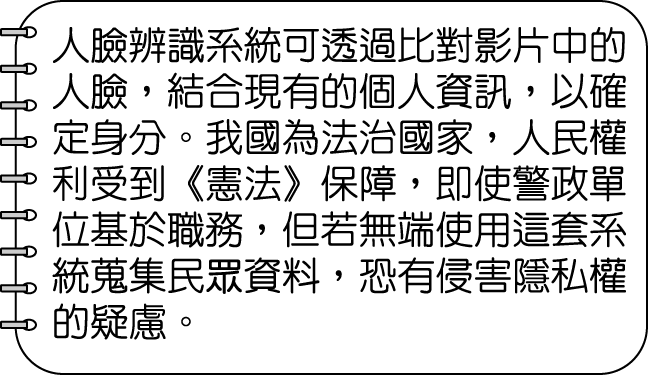 人臉辨識系統可透過比對影片中的
人臉，結合現有的個人資訊，以確
定身分。我國為法治國家，人民權
利受到《憲法》保障，即使警政單
位基於職務，但若無端使用這套系
統蒐集民眾資料，恐有侵害隱私權
的疑慮。